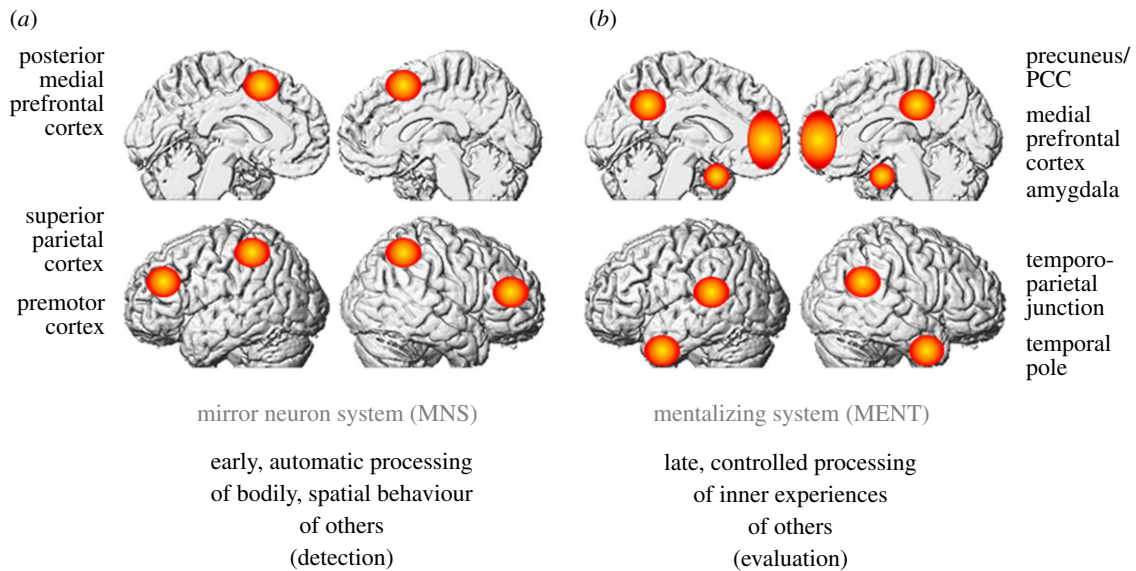 (a)
posterior
medial
prefrontal
cortex
superior
parietal
cortex
premotor
cortex
mirror neuron system (MNS)
early, automatic processing
of bodily, spatial behaviour
of others
(detection)
(b)
precuneus/
PCC
medial
prefrontal
cortex
amygdala
temporo-
parietal
junction
temporal
pole
mentalizing system (MENT)
late, controlled processing
of inner experiences
of others
(evaluation)